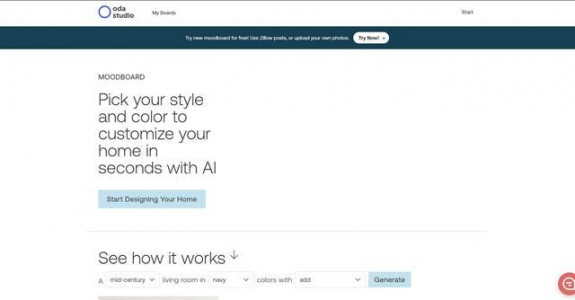 oda
studio
My Boards
Start
Try new moodboard for free! Use Zillow posts, or upload your own photos. Try Now! →
MOODBOARD
Pick your style
and color to
customize your
home in
seconds with AI
Start Designing Your Home
See how it works ↓
A mid-century living room in navy colors with add Generate